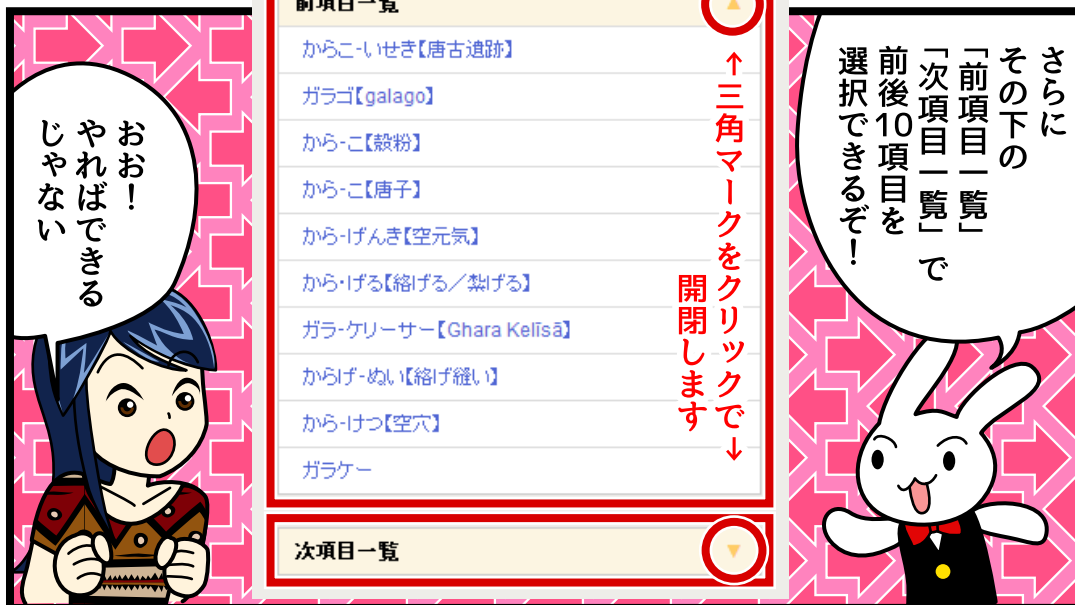 さらに
その下の
「前項目一覧」
「次項目一覧」で
前後10項目を
選択できるぞ！
前項目一覧
▲
からこ‐いせき【唐古遺跡】
ガラゴ【galago】
から‐こ【殻粉】
から‐こ【唐子】
から‐げんき【空元気】
から・げる【絡げる／紮げる】
ガラ‐ケリーサー【Ghara Kelīsā】
からげ‐ぬい【絡げ縫い】
から‐けつ【空穴】
ガラケー
↑三角マークをクリックで↓
開閉します
次項目一覧
▼
おお！
やればできる
じゃない